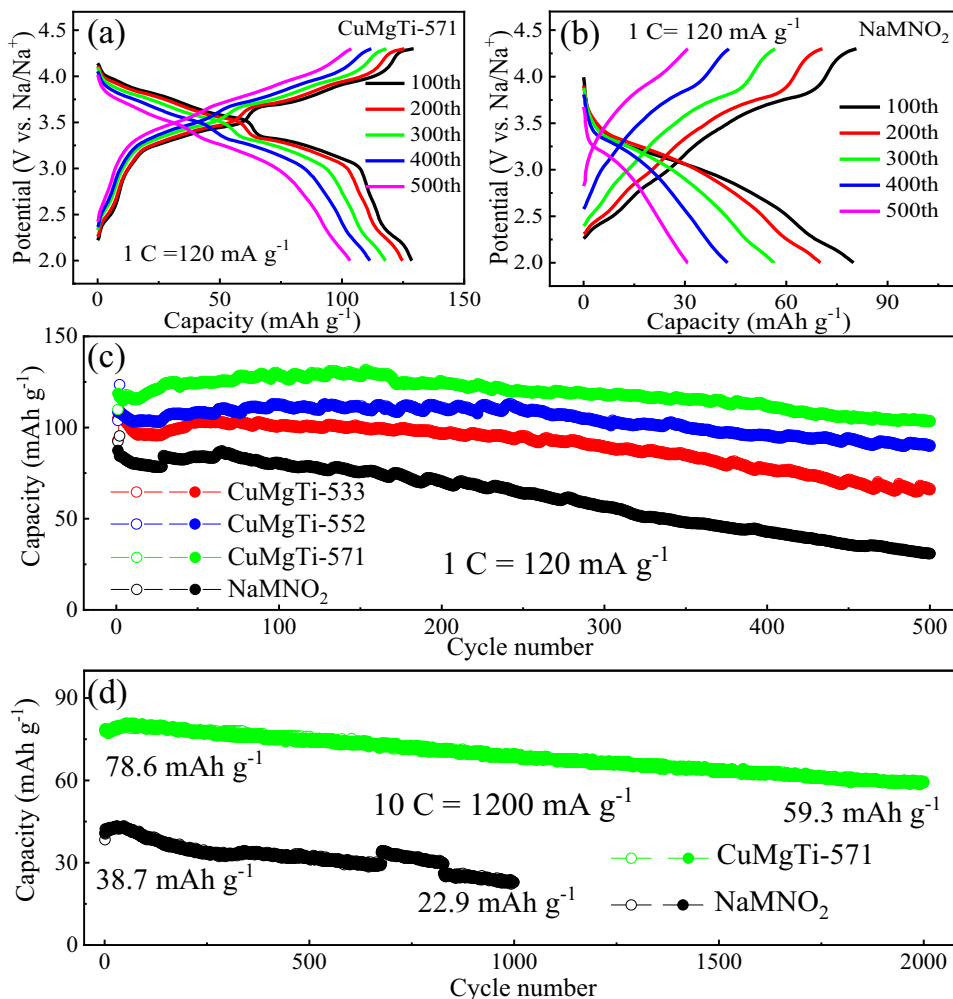 (a)
CuMgTi-571
4.5
4.0
3.5
3.0
2.5
2.0
Potential (V vs. Na/Na⁺)
100th
200th
300th
400th
500th
1 C =120 mA g⁻¹
0
50
100
150
Capacity (mAh g⁻¹)
(b)
1 C= 120 mA g⁻¹
NaMNO₂
4.5
4.0
3.5
3.0
2.5
2.0
Potential (V vs. Na/Na⁺)
100th
200th
300th
400th
500th
0
30
60
90
Capacity (mAh g⁻¹)
(c)
150
100
50
0
Capacity (mAh g⁻¹)
CuMgTi-533
CuMgTi-552
CuMgTi-571
NaMNO₂
1 C = 120 mA g⁻¹
0
100
200
300
400
500
Cycle number
(d)
90
60
30
0
Capacity (mAh g⁻¹)
78.6 mAh g⁻¹
10 C = 1200 mA g⁻¹
59.3 mAh g⁻¹
38.7 mAh g⁻¹
22.9 mAh g⁻¹
CuMgTi-571
NaMNO₂
0
500
1000
1500
2000
Cycle number